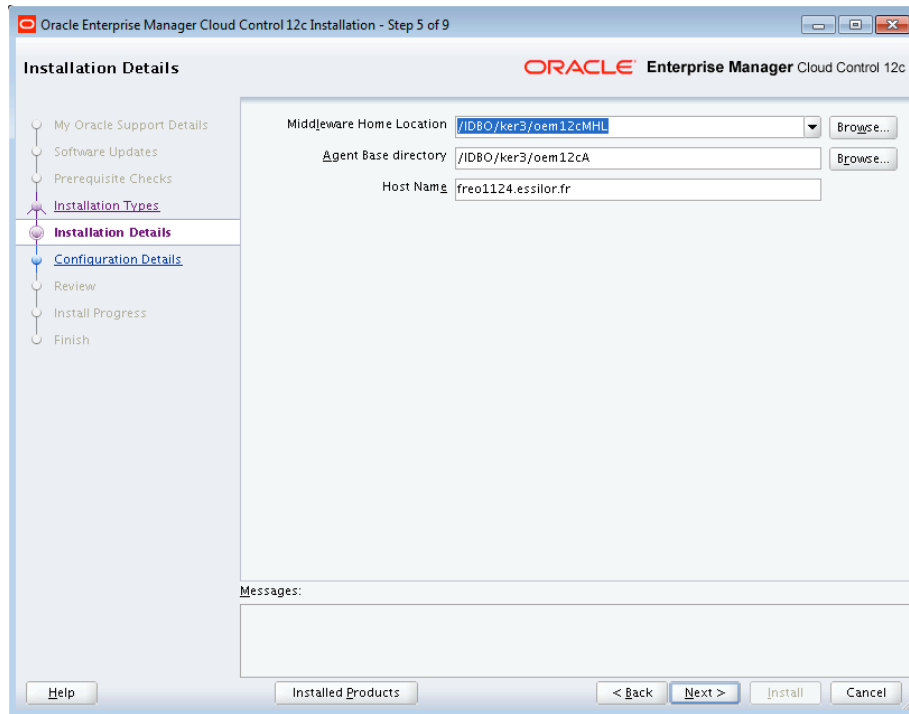 Oracle Enterprise Manager Cloud Control 12c Installation - Step 5 of 9
Installation Details
ORACLE Enterprise Manager Cloud Control 12c
My Oracle Support Details
Software Updates
Prerequisite Checks
Installation Types
Installation Details
Configuration Details
Review
Install Progress
Finish
Middleware Home Location /IDBO/ker3/oem12cMHL Browse...
Agent Base directory /IDBO/ker3/oem12cA Browse...
Host Name freo1124.essilor.fr
Messages:
Help Installed Products < Back Next > Install Cancel